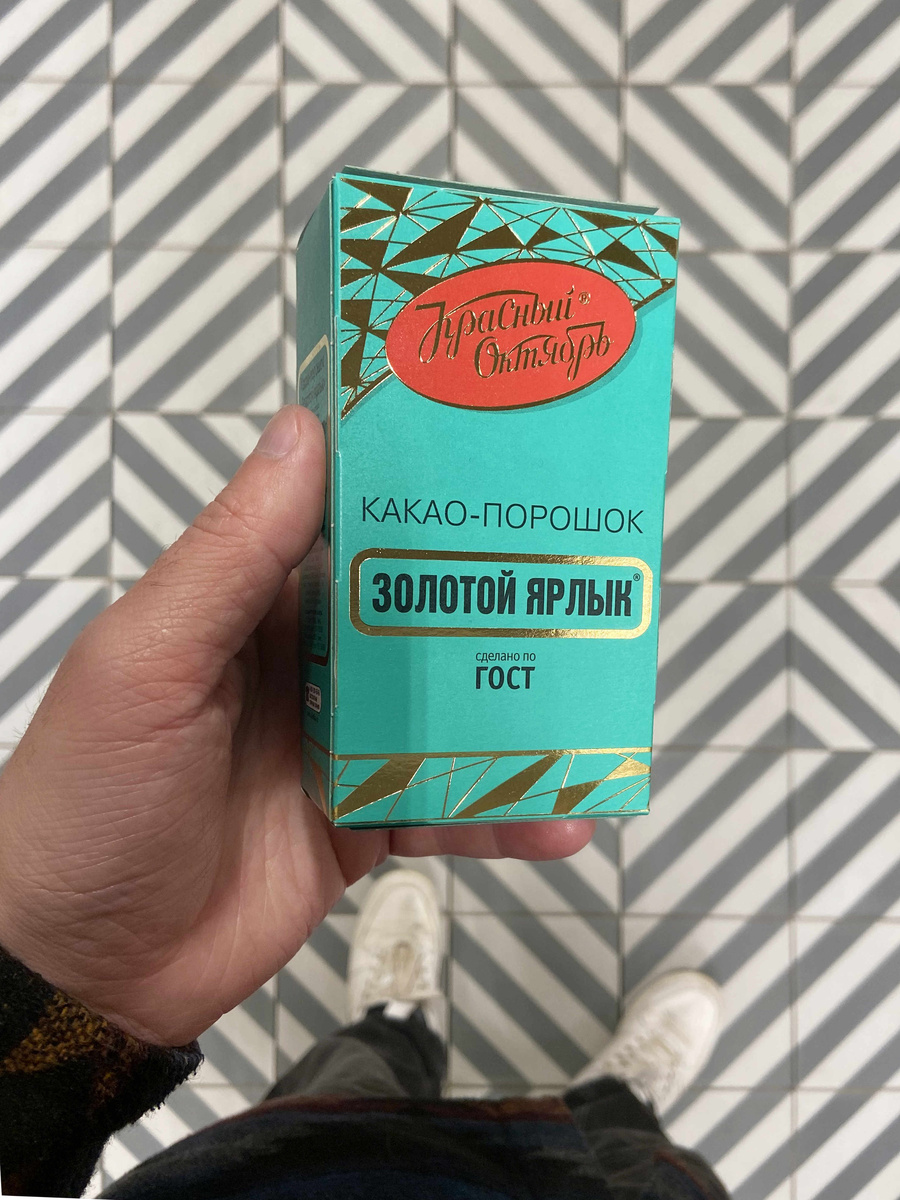 Красный®
Октябрь
КАКАО-ПОРОШОК
ЗОЛОТОЙ ЯРЛЫК®
сделано по
ГОСТ